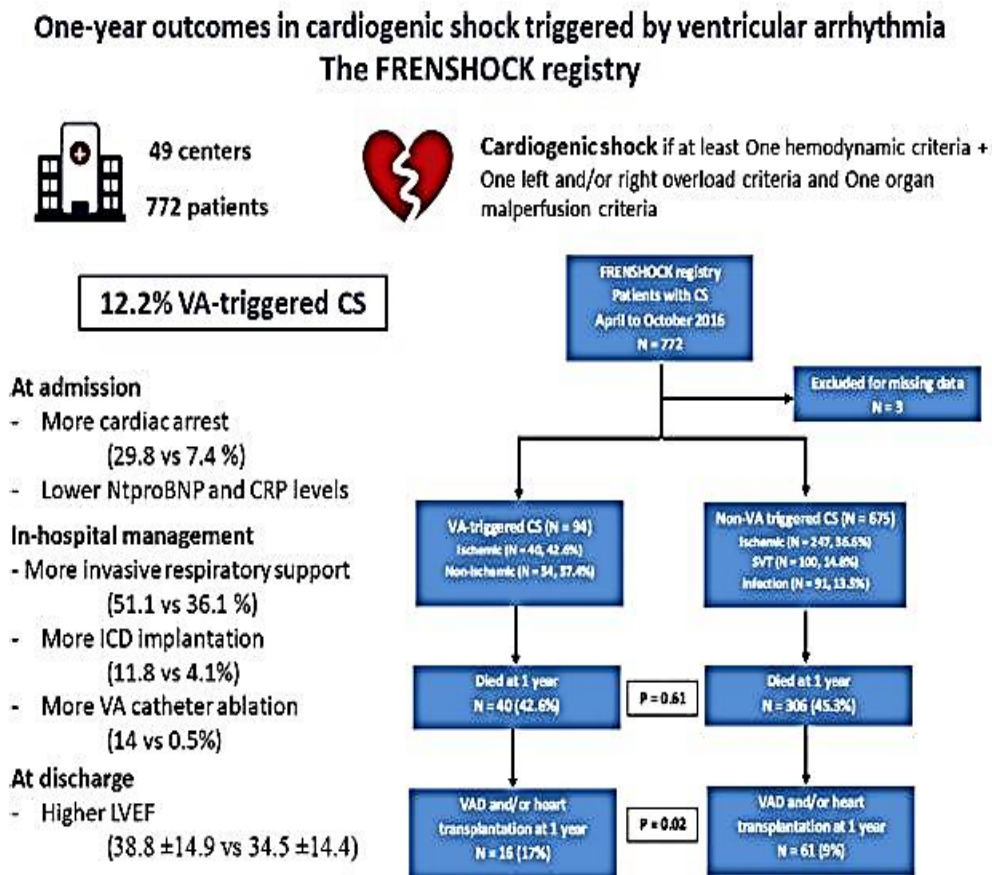 One-year outcomes in cardiogenic shock triggered by ventricular arrhythmia
The FRENSHOCK registry
49 centers
772 patients
Cardiogenic shock if at least One hemodynamic criteria +
One left and/or right overload criteria and One organ
malperfusion criteria
12.2% VA-triggered CS
At admission
- More cardiac arrest
(29.8 vs 7.4 %)
- Lower NtproBNP and CRP levels
In-hospital management
- More invasive respiratory support
(51.1 vs 36.1 %)
- More ICD implantation
(11.8 vs 4.1%)
- More VA catheter ablation
(14 vs 0.5%)
At discharge
- Higher LVEF
(38.8 ±14.9 vs 34.5 ±14.4)
FRENSHOCK registry
Patients with CS
April to October 2016
N = 772
Excluded for missing data
N = 3
VA-triggered CS (N = 94)
Ischemic (N = 40, 42.6%)
Non-ischemic (N = 54, 57.4%)
Non-VA triggered CS (N = 675)
Ischemic (N = 247, 36.6%)
SVT (N = 100, 14.8%)
Infection (N = 91, 13.5%)
Died at 1 year
N = 40 (42.6%)
P = 0.61
Died at 1 year
N = 306 (45.3%)
VAD and/or heart
transplantation at 1 year
N = 16 (17%)
P = 0.02
VAD and/or heart
transplantation at 1 year
N = 61 (9%)